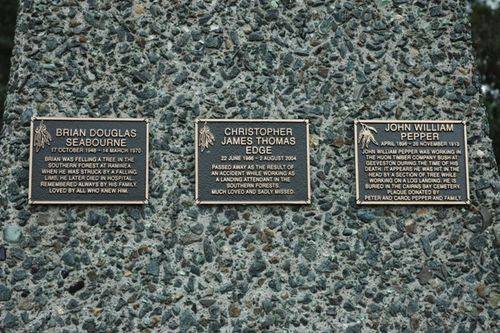 BRIAN DOUGLAS
SEABOURNE
17 OCTOBER 1948 – 14 MARCH 1970
BRIAN WAS FELLING A TREE IN THE
SOUTHERN FOREST AT RAMINEA
WHEN HE WAS STRUCK BY A FALLING
LIMB. HE LATER DIED IN HOSPITAL.
REMEMBERED ALWAYS BY HIS FAMILY.
LOVED BY ALL WHO KNEW HIM.
CHRISTOPHER
JAMES THOMAS
EDGE
22 JUNE 1966 – 2 AUGUST 2004
PASSED AWAY AS THE RESULT OF
AN ACCIDENT WHILE WORKING AS
A LANDING ATTENDANT IN THE
SOUTHERN FORESTS.
MUCH LOVED AND SADLY MISSED.
JOHN WILLIAM
PEPPER
APRIL 1896 – 26 NOVEMBER 1913
JOHN WILLIAM PEPPER WAS WORKING IN
THE HUON TIMBER COMPANY BUSH AT
GEEVESTON DURING THE TIME OF HIS
DEATH. IT APPEARS HE WAS HIT IN THE
HEAD BY A SECTION OF TREE WHILE
WORKING ON A LOG LANDING. HE IS
BURIED IN THE CAIRNS BAY CEMETERY.
PLAQUE DONATED BY
PETER AND CAROL PEPPER AND FAMILY.